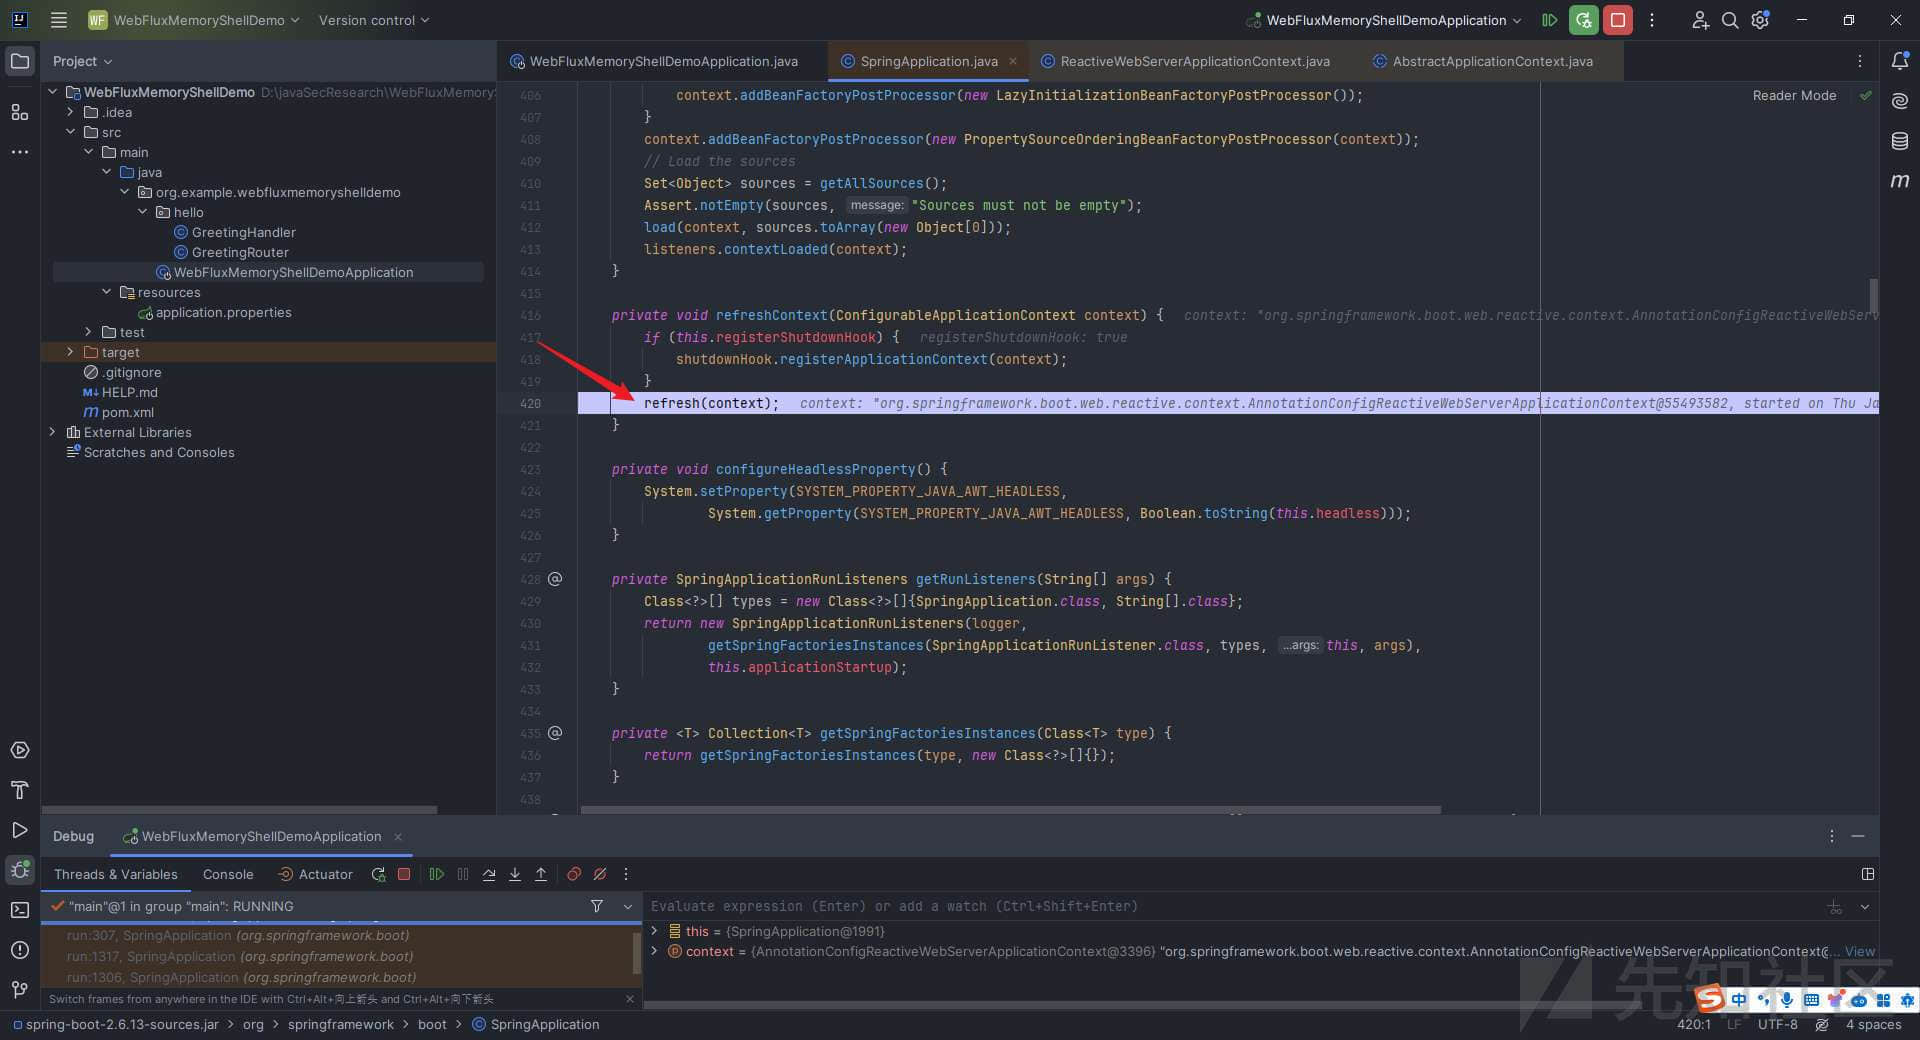 WF WebFluxMemoryShellDemo Version control WebFluxMemoryShellDemoApplication
Project
WebFluxMemoryShellDemo D:\javaSecResearch\WebFluxMemoryS
.idea
src
main
java
org.example.webfluxmemoryshelldemo
hello
GreetingHandler
GreetingRouter
WebFluxMemoryShellDemoApplication
resources
application.properties
test
target
.gitignore
M↓ HELP.md
m pom.xml
External Libraries
Scratches and Consoles
WebFluxMemoryShellDemoApplication.java SpringApplication.java ReactiveWebServerApplicationContext.java AbstractApplicationContext.java
Reader Mode
406 context.addBeanFactoryPostProcessor(new LazyInitializationBeanFactoryPostProcessor());
407 }
408 context.addBeanFactoryPostProcessor(new PropertySourceOrderingBeanFactoryPostProcessor(context));
409 // Load the sources
410 Set<Object> sources = getAllSources();
411 Assert.notEmpty(sources, message: "Sources must not be empty");
412 load(context, sources.toArray(new Object[0]));
413 listeners.contextLoaded(context);
414 }
415
416 private void refreshContext(ConfigurableApplicationContext context) { context: "org.springframework.boot.web.reactive.context.AnnotationConfigReactiveWebServ
417 if (this.registerShutdownHook) { registerShutdownHook: true
418 shutdownHook.registerApplicationContext(context);
419 }
420 refresh(context); context: "org.springframework.boot.web.reactive.context.AnnotationConfigReactiveWebServerApplicationContext@55493582, started on Thu Ja
421 }
422
423 private void configureHeadlessProperty() {
424 System.setProperty(SYSTEM_PROPERTY_JAVA_AWT_HEADLESS,
425 System.getProperty(SYSTEM_PROPERTY_JAVA_AWT_HEADLESS, Boolean.toString(this.headless)));
426 }
427
428 @ private SpringApplicationRunListeners getRunListeners(String[] args) {
429 Class<?>[] types = new Class<?>[]{SpringApplication.class, String[].class};
430 return new SpringApplicationRunListeners(logger,
431 getSpringFactoriesInstances(SpringApplicationRunListener.class, types, ...args: this, args),
432 this.applicationStartup);
433 }
434
435 @ private <T> Collection<T> getSpringFactoriesInstances(Class<T> type) {
436 return getSpringFactoriesInstances(type, new Class<?>[]{});
437 }
438
Debug WebFluxMemoryShellDemoApplication
Threads & Variables Console Actuator
"main"@1 in group "main": RUNNING
run:307, SpringApplication (org.springframework.boot)
run:1317, SpringApplication (org.springframework.boot)
run:1306, SpringApplication (org.springframework.boot)
Switch frames from anywhere in the IDE with Ctrl+Alt+向上箭头 and Ctrl+Alt+向下箭头
Evaluate expression (Enter) or add a watch (Ctrl+Shift+Enter)
this = {SpringApplication@1991}
context = {AnnotationConfigReactiveWebServerApplicationContext@3396} "org.springframework.boot.web.reactive.context.AnnotationConfigReactiveWebServerApplicationContext@... View
先知社区
中
spring-boot-2.6.13-sources.jar > org > springframework > boot > SpringApplication
420:1 LF UTF-8 4 spaces